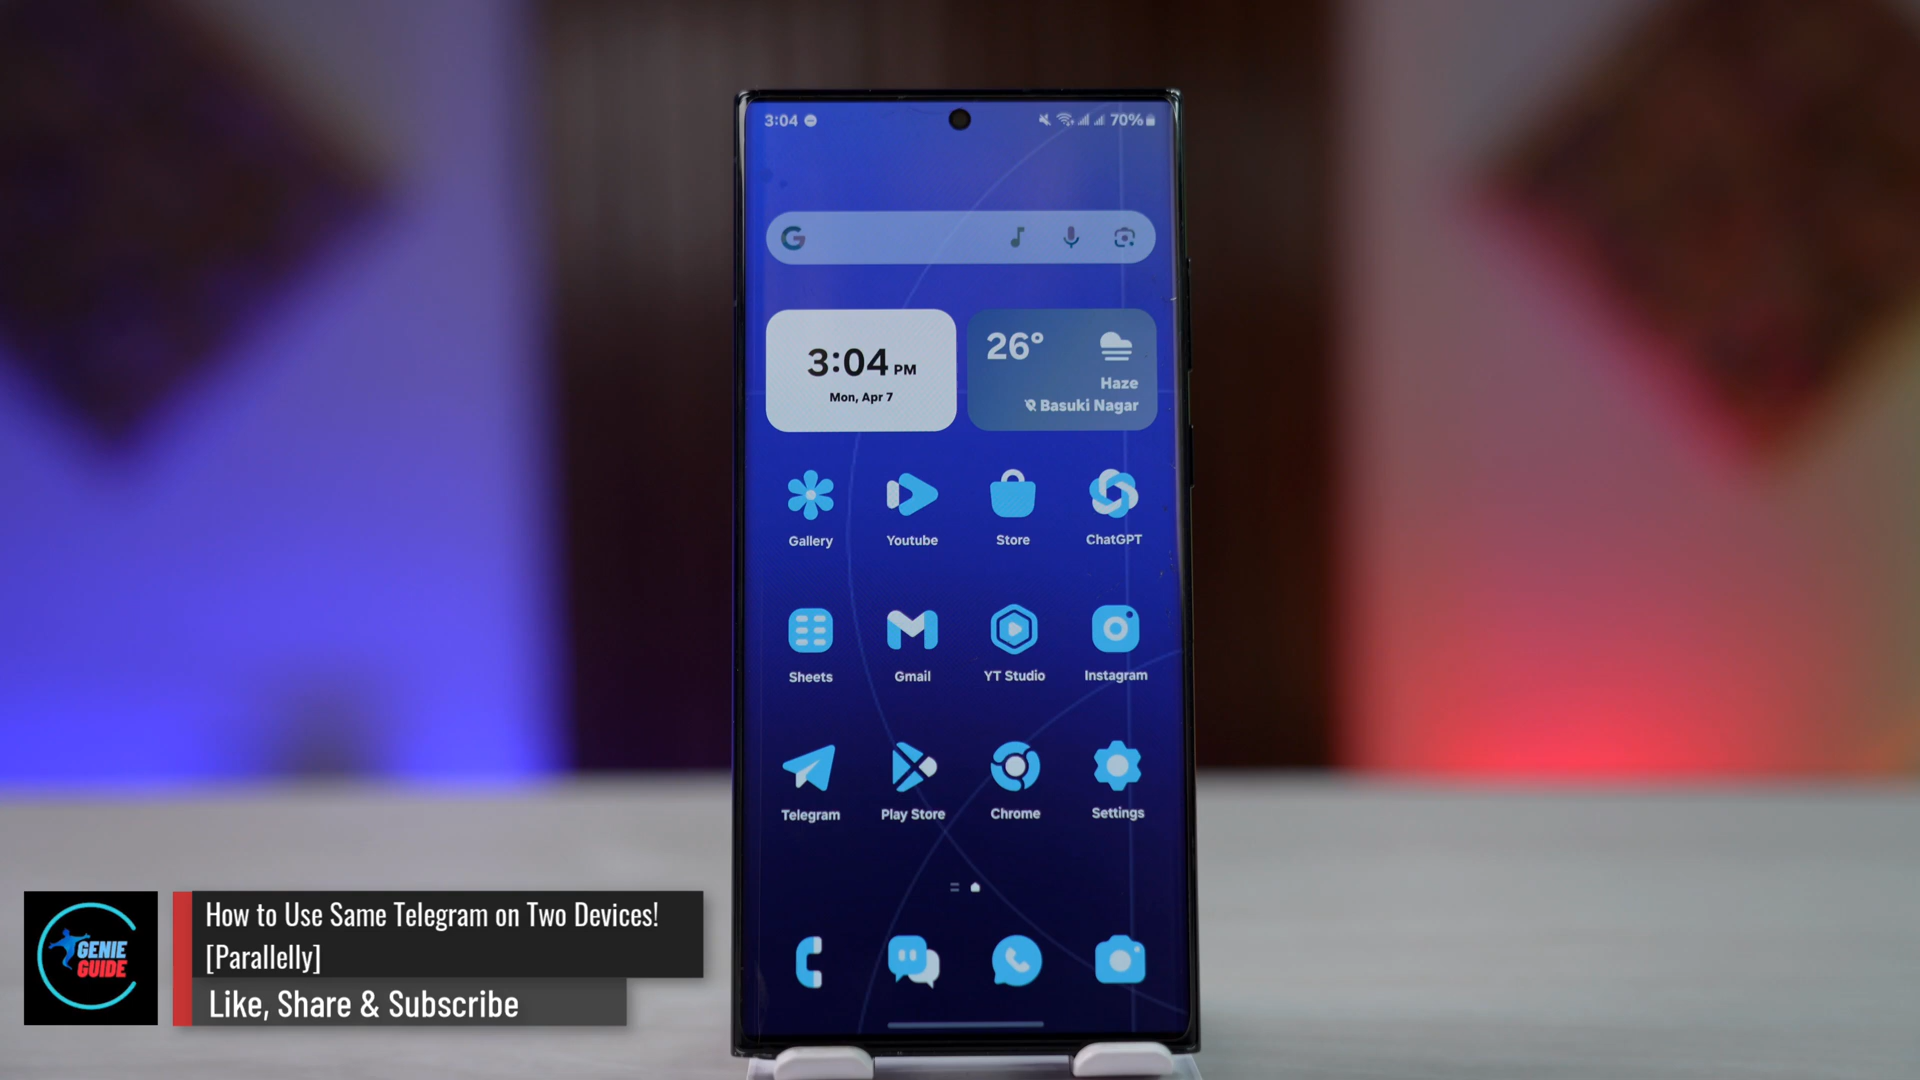 3:04
70%
3:04 PM
Mon, Apr 7
26°
Haze
Basuki Nagar
Gallery
Youtube
Store
ChatGPT
Sheets
Gmail
YT Studio
Instagram
Telegram
Play Store
Chrome
Settings
GENIE
GUIDE
How to Use Same Telegram on Two Devices!
[Parallelly]
Like, Share & Subscribe